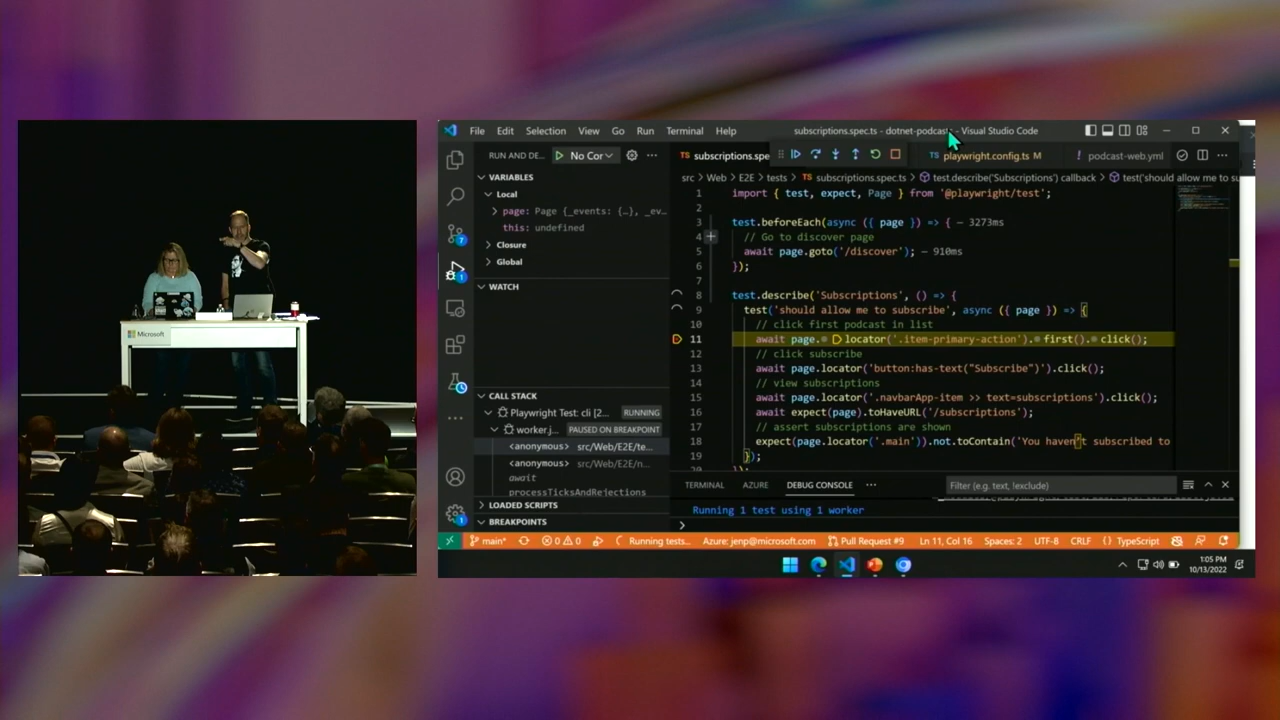 Microsoft
File Edit Selection View Go Run Terminal Help
subscriptions.spec.ts - dotnet-podcasts - Visual Studio Code
RUN AND DE... No Cor
subscriptions.spe
playwright.config.ts M
podcast-web.yml
src > Web > E2E > tests > TS subscriptions.spec.ts > test.describe('Subscriptions') callback > test('should allow me to su
VARIABLES
Local
page: Page {_events: {…}, _ev…
this: undefined
Closure
Global
WATCH
CALL STACK
Playwright Test: cli [2... RUNNING
worker.j... PAUSED ON BREAKPOINT
<anonymous> src/Web/E2E/te...
<anonymous> src/Web/E2E/n...
await
processTicksAndRejections
LOADED SCRIPTS
BREAKPOINTS
1 import { test, expect, Page } from '@playwright/test';
2
3 test.beforeEach(async ({ page }) => { — 3273ms
4 // Go to discover page
5 await page.goto('/discover'); — 910ms
6 });
7
8 test.describe('Subscriptions', () => {
9 test('should allow me to subscribe', async ({ page }) => {
10 // click first podcast in list
11 await page.locator('.item-primary-action').first().click();
12 // click subscribe
13 await page.locator('button:has-text("Subscribe")').click();
14 // view subscriptions
15 await page.locator('.navbarApp-item >> text=subscriptions').click();
16 await expect(page).toHaveURL('/subscriptions');
17 // assert subscriptions are shown
18 expect(page.locator('.main')).not.toContain('You haven't subscribed to
19 });
20 });
TERMINAL AZURE DEBUG CONSOLE ... Filter (e.g. text, !exclude)
Running 1 test using 1 worker
main* 0 0 Running tests... Azure: jenp@microsoft.com Pull Request #9 Ln 11, Col 16 Spaces: 2 UTF-8 CRLF {} TypeScript
1:05 PM
10/13/2022